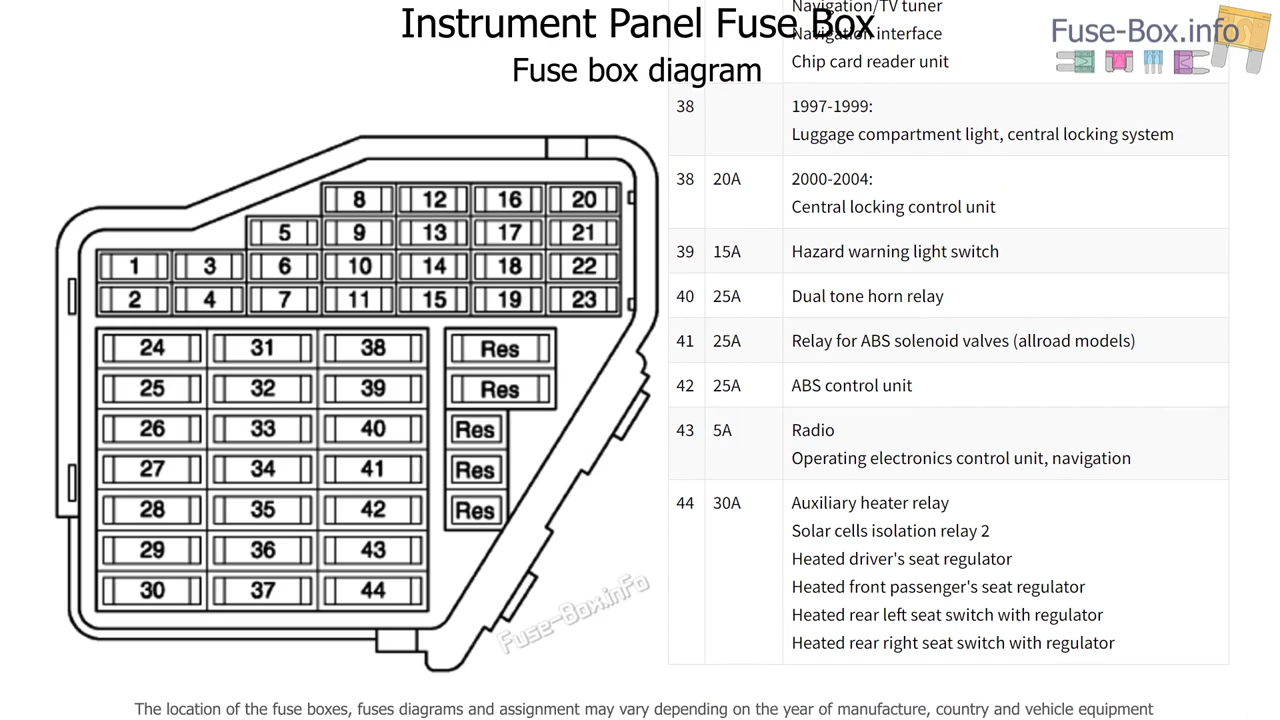 Instrument Panel Fuse Box
Fuse box diagram
Fuse-Box.info
Navigation/TV tuner
Navigation interface
Chip card reader unit
38 1997-1999:
Luggage compartment light, central locking system
38 20A 2000-2004:
Central locking control unit
39 15A Hazard warning light switch
40 25A Dual tone horn relay
41 25A Relay for ABS solenoid valves (allroad models)
42 25A ABS control unit
43 5A Radio
Operating electronics control unit, navigation
44 30A Auxiliary heater relay
Solar cells isolation relay 2
Heated driver's seat regulator
Heated front passenger's seat regulator
Heated rear left seat switch with regulator
Heated rear right seat switch with regulator
8 12 16 20
5 9 13 17 21
1 3 6 10 14 18 22
2 4 7 11 15 19 23
24 31 38 Res
25 32 39 Res
26 33 40 Res
27 34 41 Res
28 35 42 Res
29 36 43
30 37 44
Fuse-Box.info
The location of the fuse boxes, fuses diagrams and assignment may vary depending on the year of manufacture, country and vehicle equipment